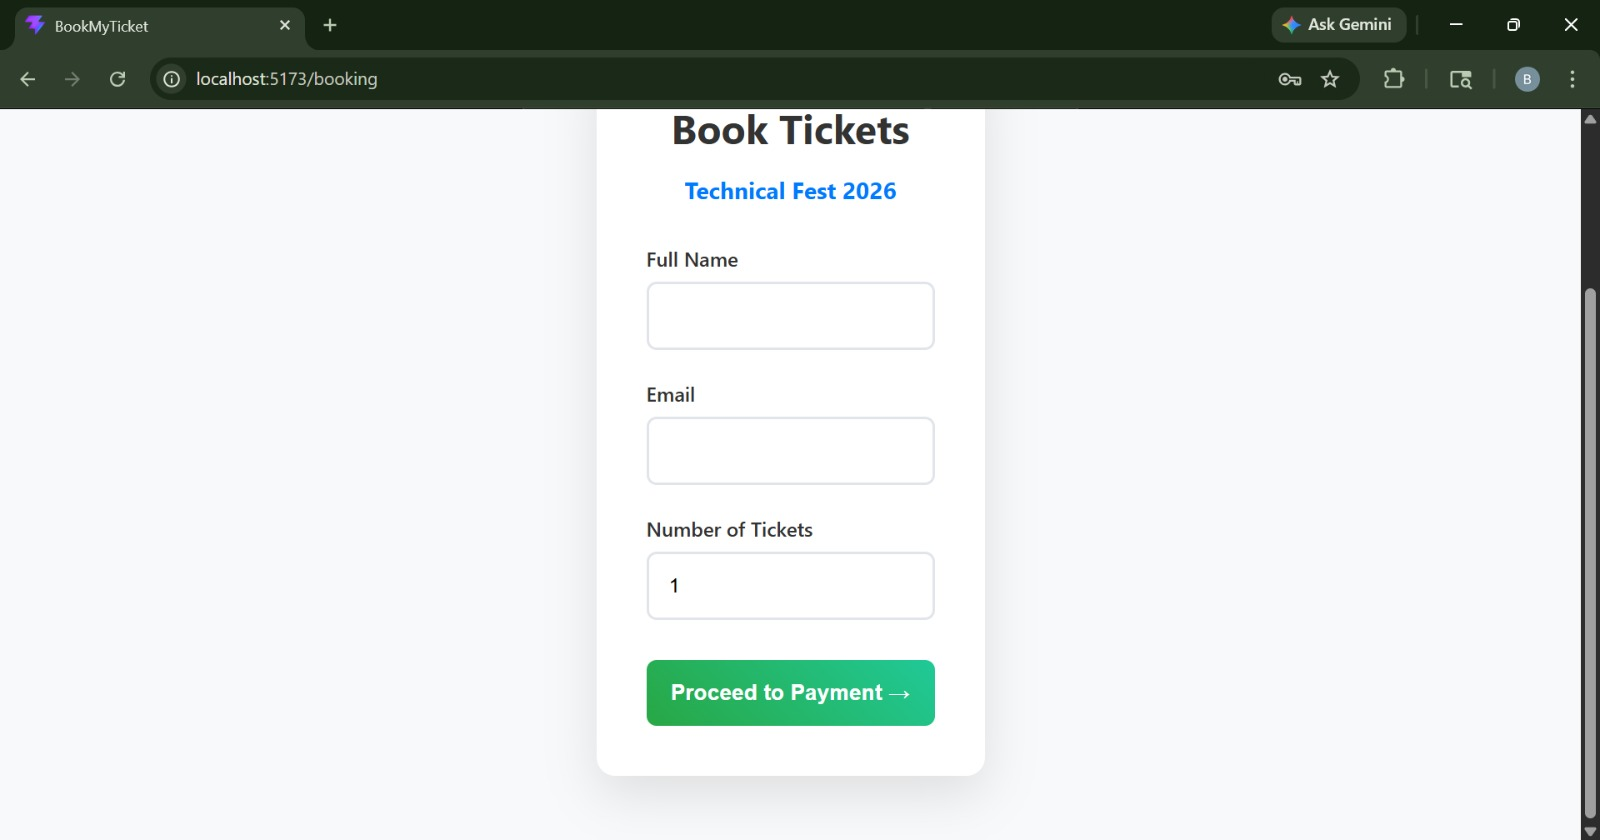 BookMyTicket
Ask Gemini
localhost:5173/booking
B
Book Tickets
Technical Fest 2026
Full Name
Email
Number of Tickets
1
Proceed to Payment →